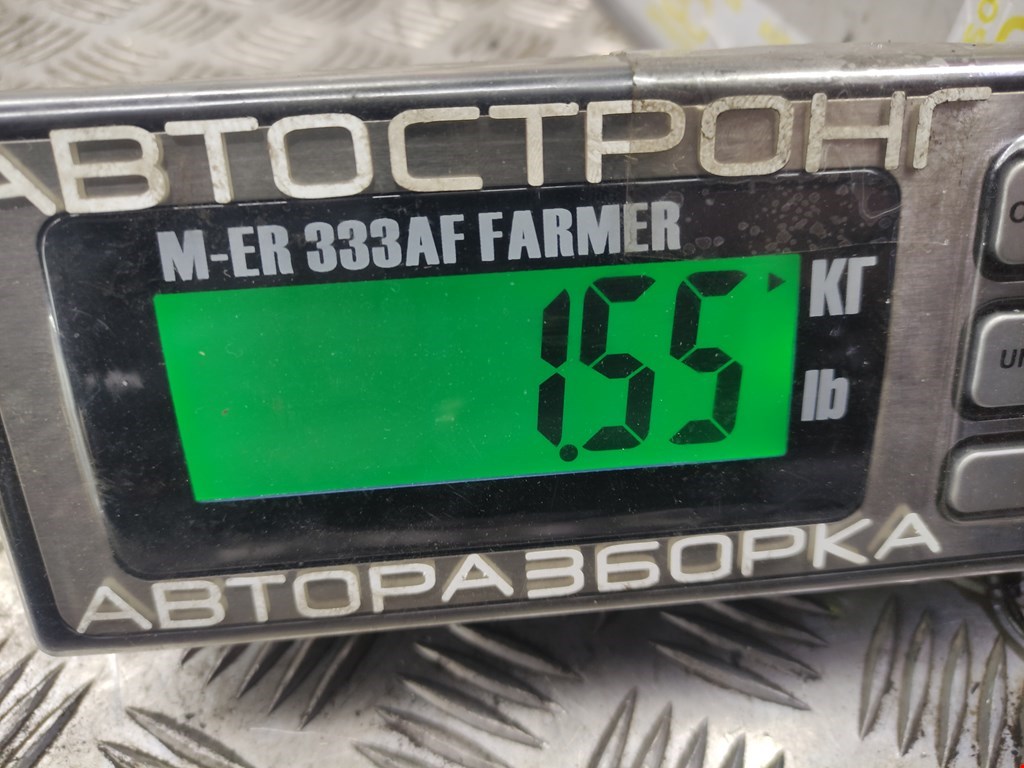 АВТОСТРОНГ
M-ER 333AF FARMER
1.55
КГ
lb
АВТОРАЗБОРКА